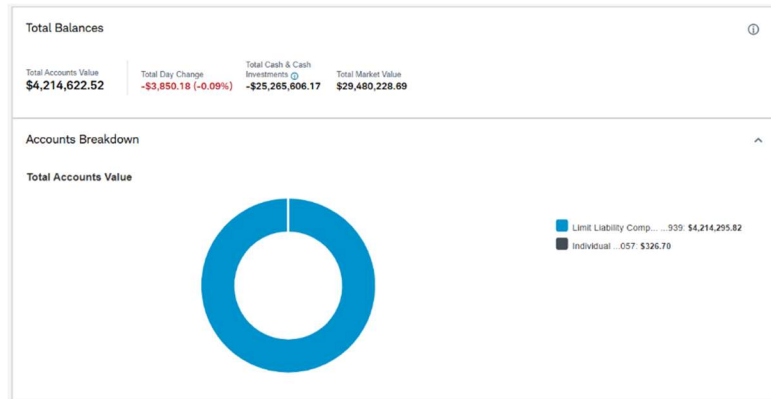 Total Balances
Total Accounts Value
$4,214,622.52
Total Day Change
-$3,850.18 (-0.09%)
Total Cash & Cash
Investments
-$25,265,606.17
Total Market Value
$29,480,228.69
Accounts Breakdown
Total Accounts Value
Limit Liability Comp... ...939: $4,214,295.82
Individual ...057: $326.70